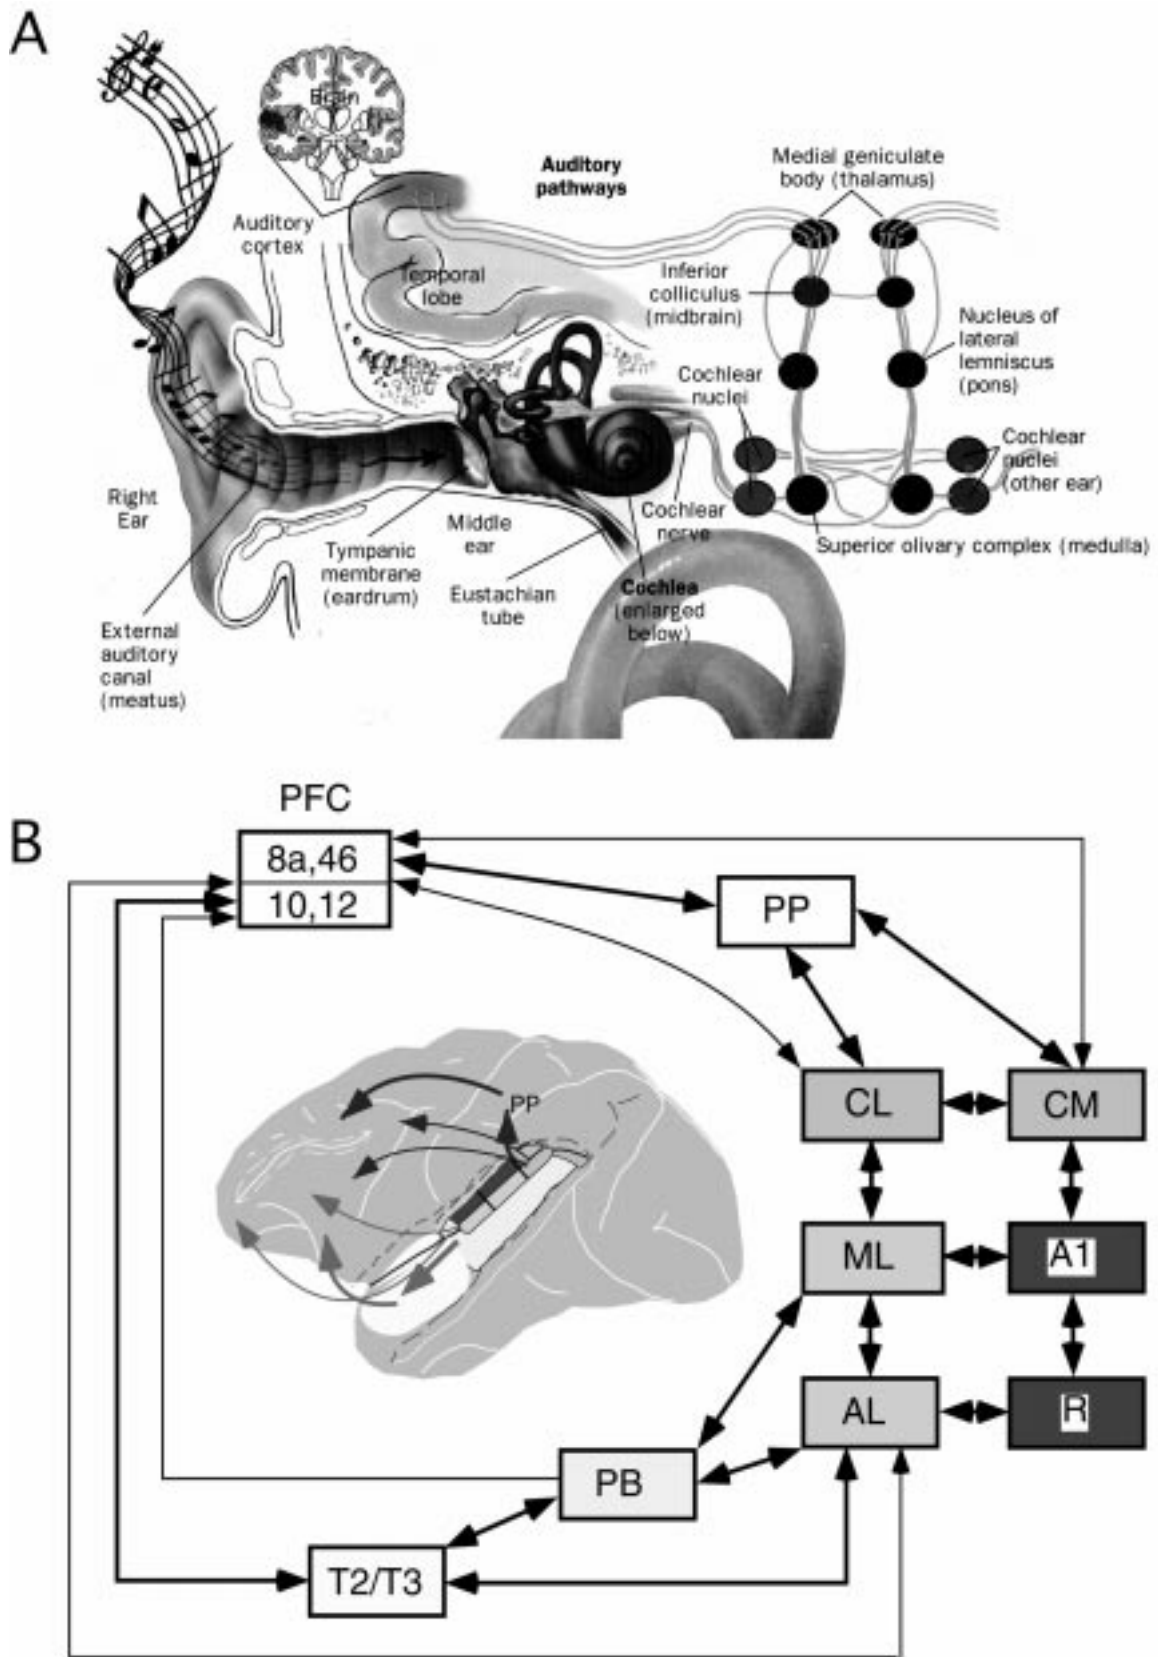 A
Brain
Auditory
pathways
Medial geniculate
body (thalamus)
Auditory
cortex
Temporal
lobe
Inferior
colliculus
(midbrain)
Nucleus of
lateral
lemniscus
(pons)
Cochlear
nuclei
Cochlear
nuclei
(other ear)
Right
Ear
Middle
ear
Cochlear
nerve
Superior olivary complex (medulla)
Tympanic
membrane
(eardrum)
Eustachian
tube
Cochlea
(enlarged
below)
External
auditory
canal
(meatus)
B
PFC
8a,46
10,12
PP
PP
CL
CM
ML
A1
AL
R
PB
T2/T3